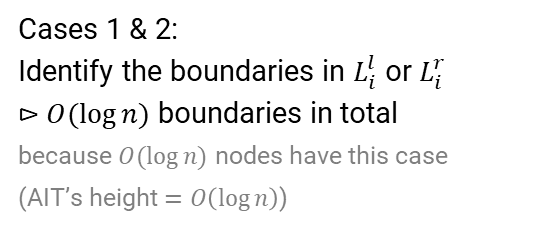 Cases 1 & 2:
Identify the boundaries in $L_i^l$ or $L_i^r$
⊳ $O(\log n)$ boundaries in total
because $O(\log n)$ nodes have this case
(AIT's height = $O(\log n)$)